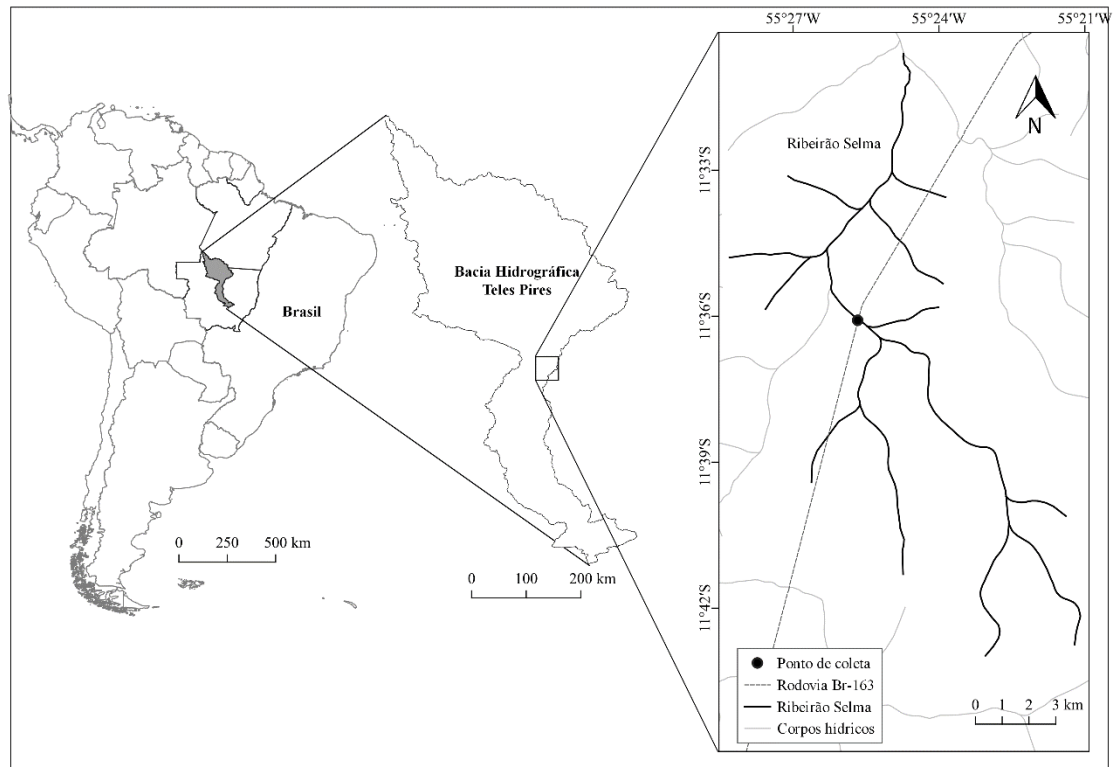 55°27'W
55°24'W
55°21'W
N
Ribeirão Selma
11°33'S
11°36'S
11°39'S
11°42'S
Bacia Hidrográfica
Teles Pires
Brasil
0 250 500 km
0 200 km
Ponto de coleta
Rodovia Br-163
Ribeirão Selma
Corpos hídricos
0 1 2 3 km